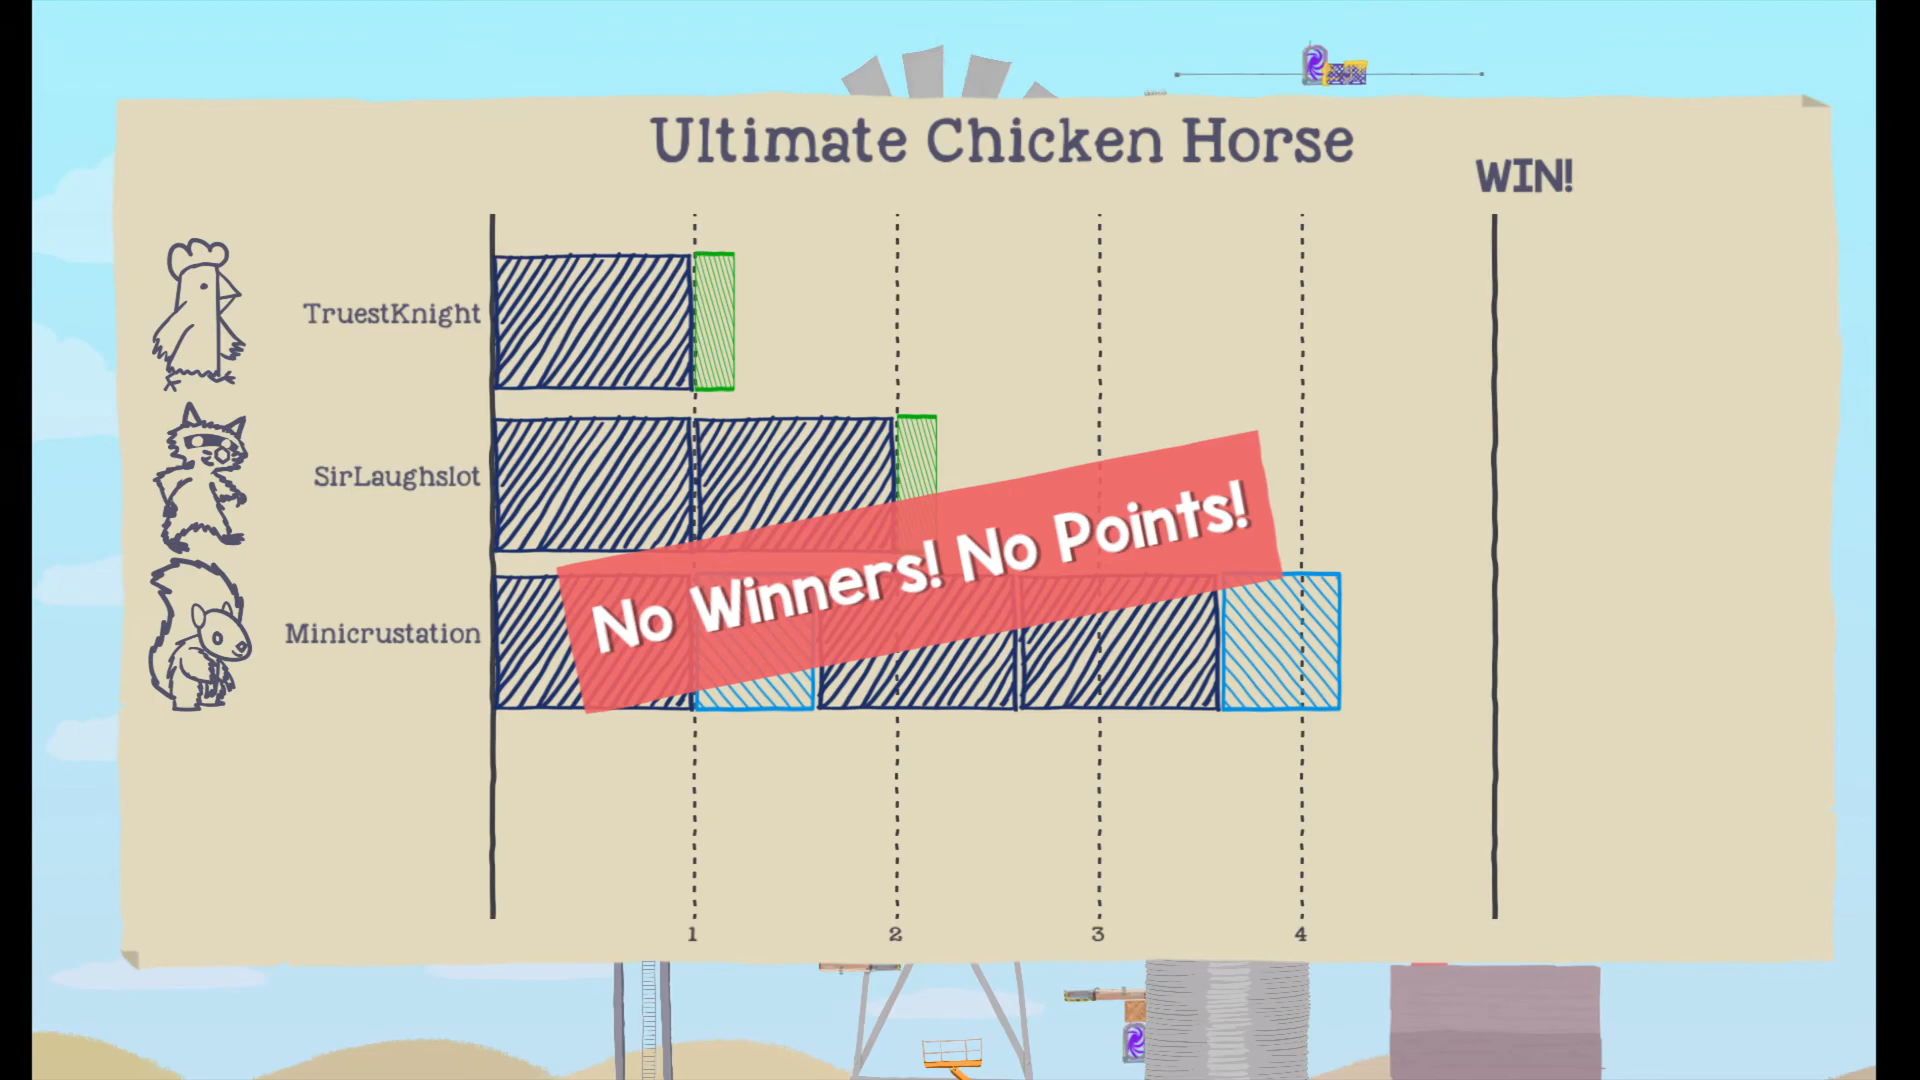 Ultimate Chicken Horse
WIN!
TruestKnight
SirLaughslot
No Winners! No Points!
Minicrustation
1 2 3 4